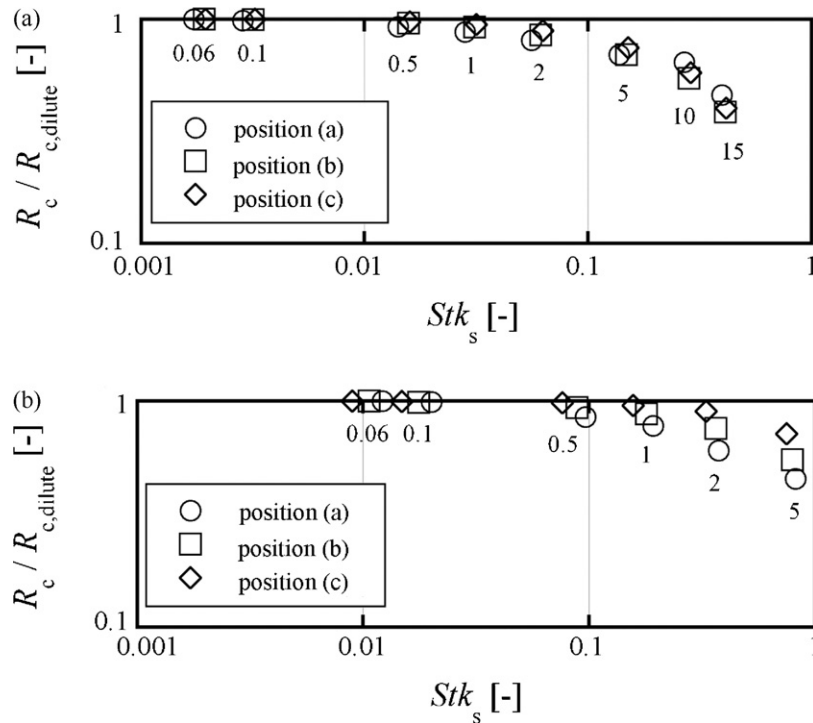 (a)
1
0.06
0.1
0.5
1
2
5
10
15
position (a)
position (b)
position (c)
R_c / R_c,dilute [-]
0.1
0.001
0.01
0.1
1
Stk_s [-]
(b)
1
0.06
0.1
0.5
1
2
5
position (a)
position (b)
position (c)
R_c / R_c,dilute [-]
0.1
0.001
0.01
0.1
1
Stk_s [-]